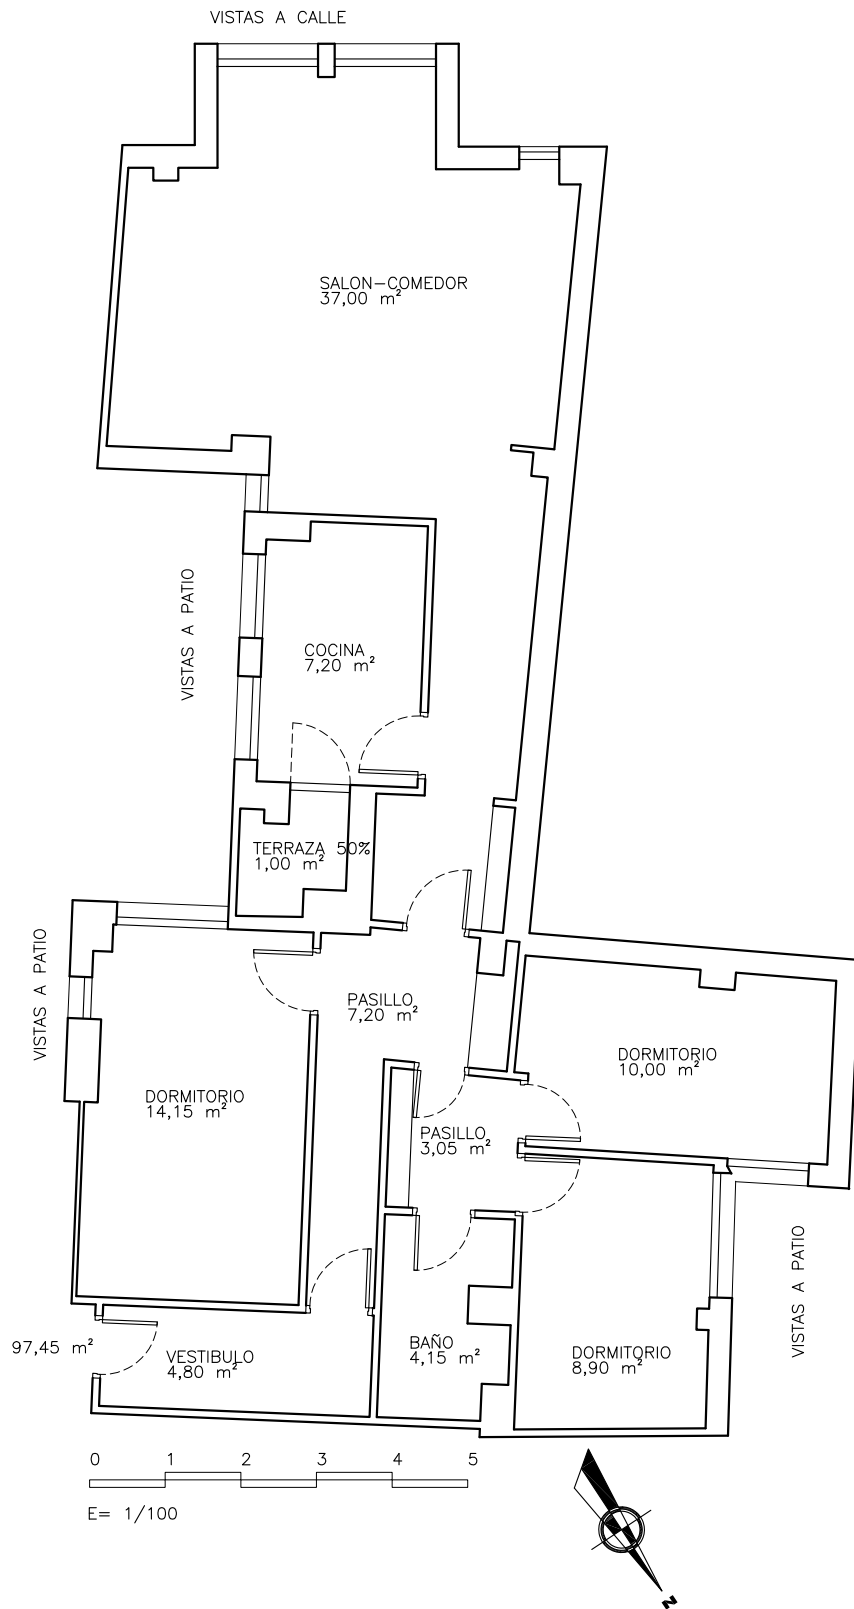 VISTAS A CALLE
SALON-COMEDOR
37,00 m²
VISTAS A PATIO
COCINA
7,20 m²
TERRAZA 50%
1,00 m²
VISTAS A PATIO
PASILLO
7,20 m²
DORMITORIO
10,00 m²
DORMITORIO
14,15 m²
PASILLO
3,05 m²
VISTAS A PATIO
97,45 m²
VESTIBULO
4,80 m²
BAÑO
4,15 m²
DORMITORIO
8,90 m²
0 1 2 3 4 5
E= 1/100
N